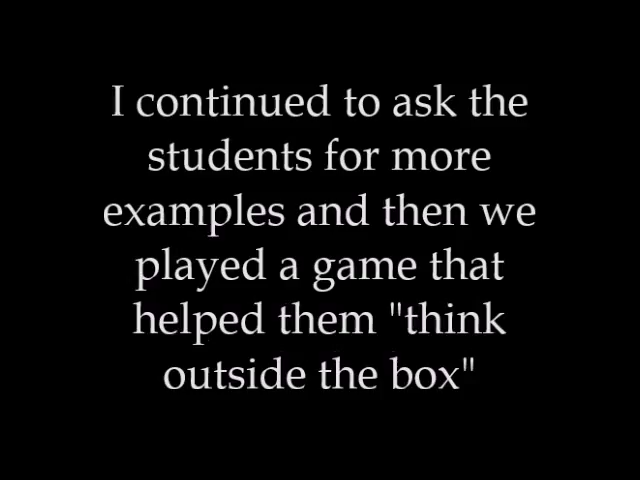 I continued to ask the
students for more
examples and then we
played a game that
helped them "think
outside the box"